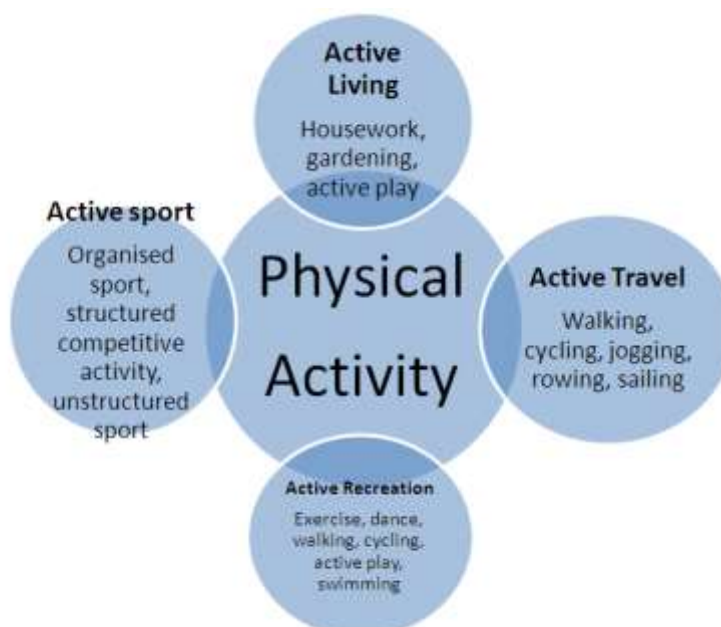 Active
Living
Housework,
gardening,
active play
Active sport
Organised
sport,
structured
competitive
activity,
unstructured
sport
Physical
Activity
Active Travel
Walking,
cycling, jogging,
rowing, sailing
Active Recreation
Exercise, dance,
walking, cycling,
active play,
swimming